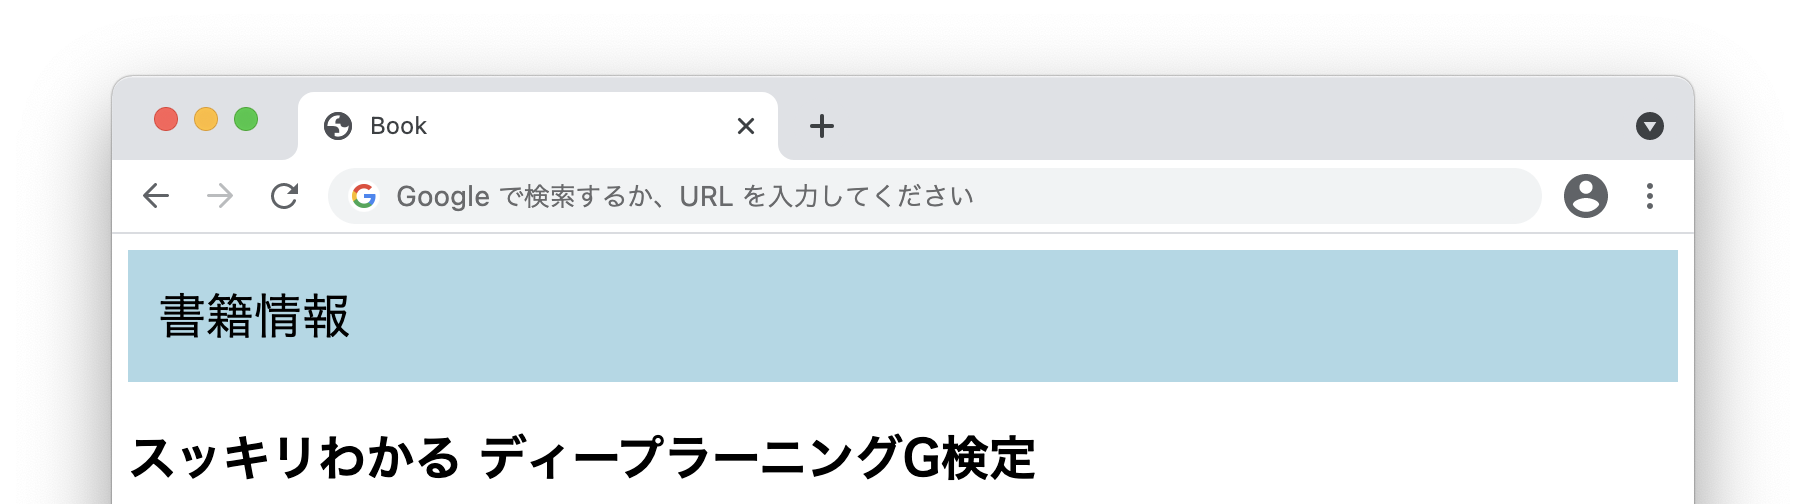 Book
Google で検索するか、URL を入力してください
書籍情報
スッキリわかる ディープラーニングG検定